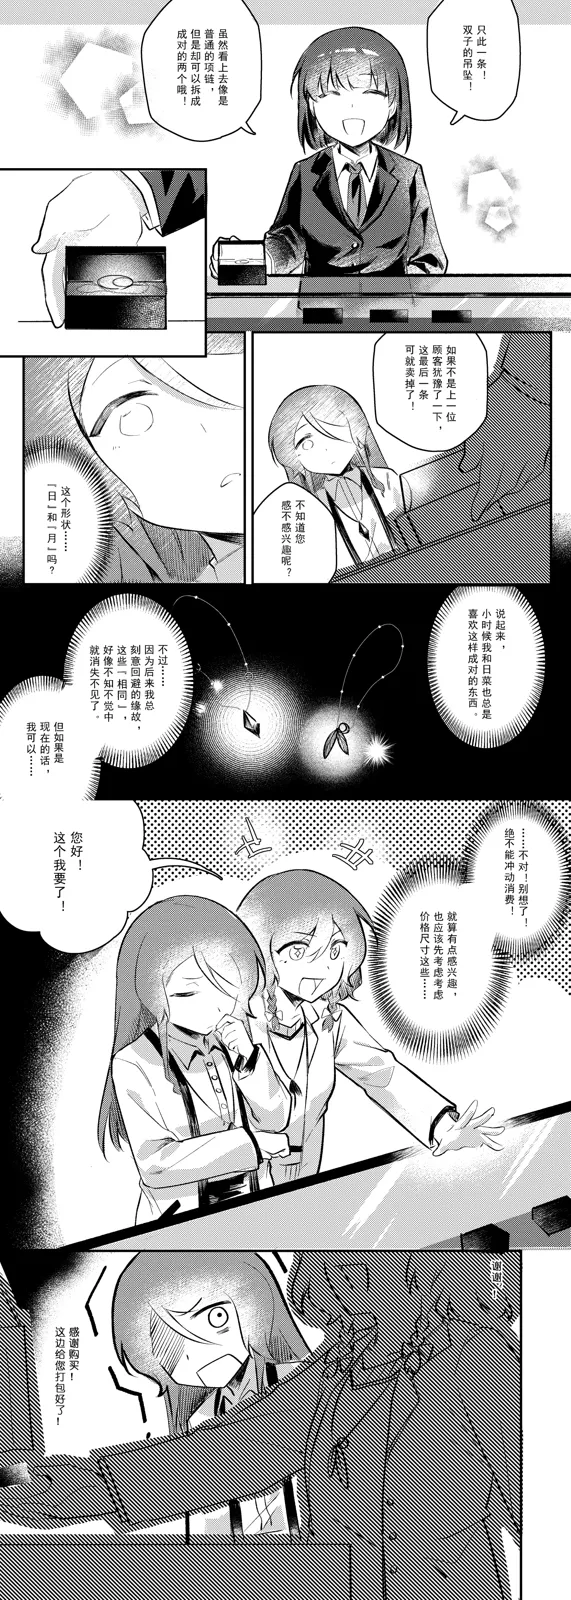 只此一条！
双子的吊坠！
虽然看上去像是
普通的项链，
但是却可以拆成
成对的两个哦！
如果不是上一位
顾客犹豫了一下，
这最后一条
可就卖掉了！
不知道您
感不感兴趣呢？
这个形状……
『日』和『月』吗？
说起来，
小时候我和日菜也总是
喜欢这样成对的东西。
不过……
因为后来我总
刻意回避的缘故，
这些「相同」，
好像不知不觉中
就消失不见了。
但如果是
现在的话，
我可以……
……不对！别想了！
绝不能冲动消费！
就算有点感兴趣，
也应该先考虑考虑
价格尺寸这些……
您好！
这个我要了！
谢谢！
感谢购买！
这边给您打包好了！